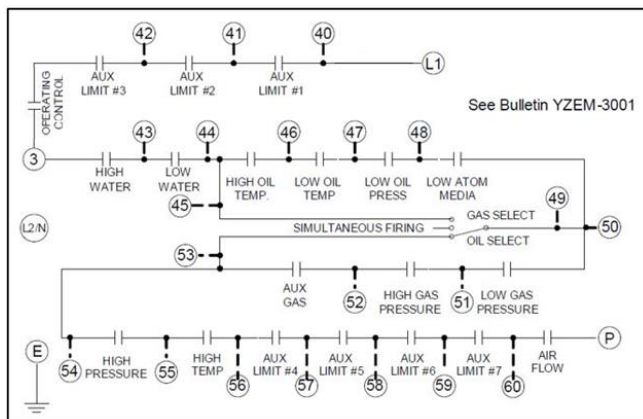 42
41
40
L1
AUX
LIMIT #3
AUX
LIMIT #2
AUX
LIMIT #1
OPERATING
CONTROL
See Bulletin YZEM-3001
43
44
46
47
48
3
HIGH
WATER
LOW
WATER
HIGH OIL
TEMP.
LOW OIL
TEMP
LOW OIL
PRESS
LOW ATOM
MEDIA
45
GAS SELECT
49
L2/N
SIMULTANEOUS FIRING
50
OIL SELECT
53
AUX
GAS
52
HIGH GAS
PRESSURE
51
LOW GAS
PRESSURE
E
P
54
HIGH
PRESSURE
55
HIGH
TEMP
56
AUX
LIMIT #4
57
AUX
LIMIT #5
58
AUX
LIMIT #6
59
AUX
LIMIT #7
60
AIR
FLOW